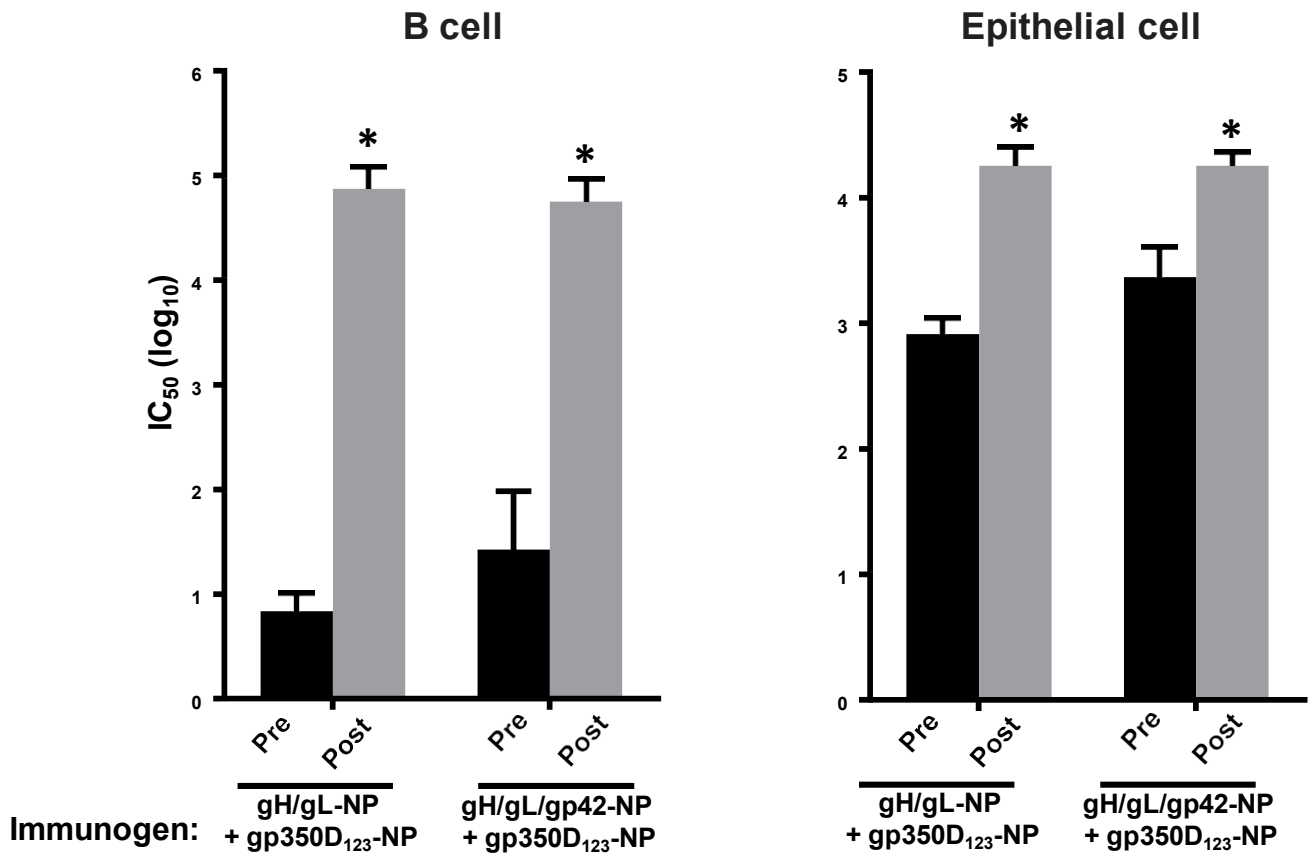 B cell
6
5
4
3
2
1
0
IC₅₀ (log₁₀)
*
*
Pre
Post
Pre
Post
Immunogen:
gH/gL-NP
+ gp350D₁₂₃-NP
gH/gL/gp42-NP
+ gp350D₁₂₃-NP
Epithelial cell
5
4
3
2
1
0
*
*
Pre
Post
Pre
Post
gH/gL-NP
+ gp350D₁₂₃-NP
gH/gL/gp42-NP
+ gp350D₁₂₃-NP